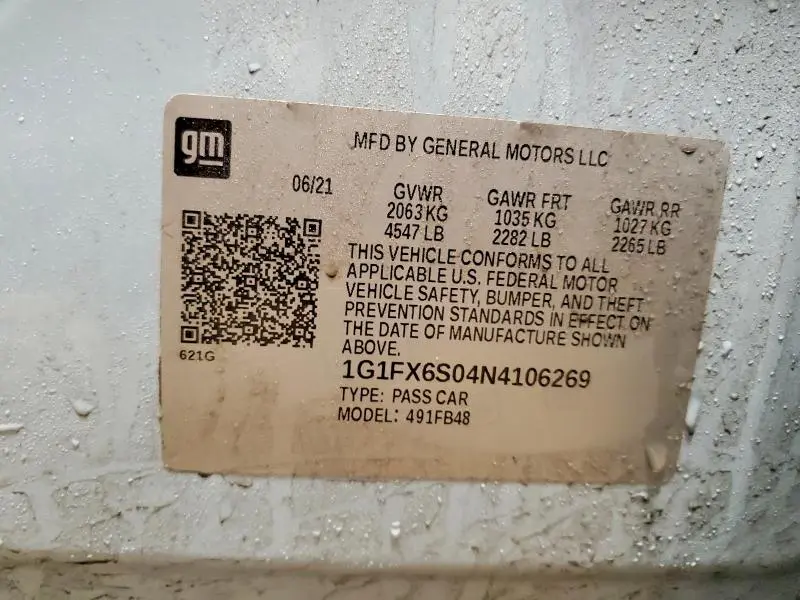 gm
MFD BY GENERAL MOTORS LLC
06/21
GVWR GAWR FRT GAWR RR
2063 KG 1035 KG 1027 KG
4547 LB 2282 LB 2265 LB
THIS VEHICLE CONFORMS TO ALL
APPLICABLE U.S. FEDERAL MOTOR
VEHICLE SAFETY, BUMPER, AND THEFT
PREVENTION STANDARDS IN EFFECT ON
THE DATE OF MANUFACTURE SHOWN
ABOVE.
621G
1G1FX6S04N4106269
TYPE: PASS CAR
MODEL: 491FB48